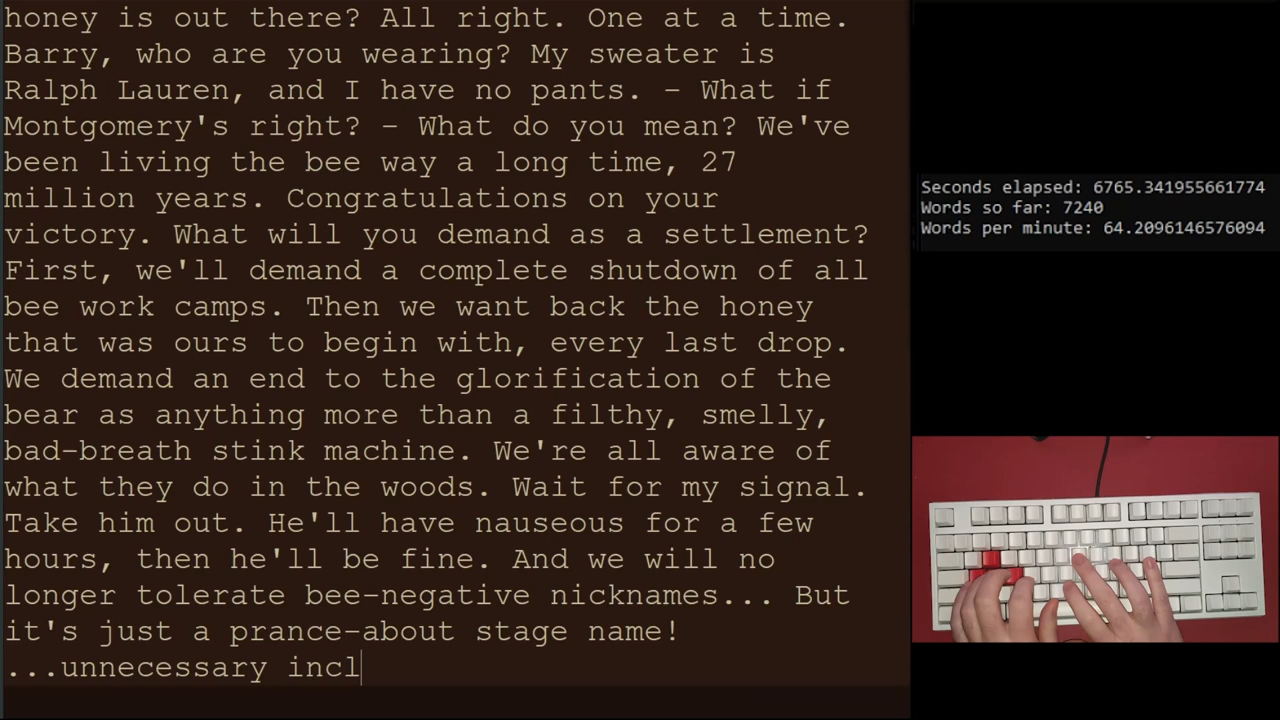 honey is out there? All right. One at a time.
Barry, who are you wearing? My sweater is
Ralph Lauren, and I have no pants. - What if
Montgomery's right? - What do you mean? We've
been living the bee way a long time, 27
million years. Congratulations on your
victory. What will you demand as a settlement?
First, we'll demand a complete shutdown of all
bee work camps. Then we want back the honey
that was ours to begin with, every last drop.
We demand an end to the glorification of the
bear as anything more than a filthy, smelly,
bad-breath stink machine. We're all aware of
what they do in the woods. Wait for my signal.
Take him out. He'll have nauseous for a few
hours, then he'll be fine. And we will no
longer tolerate bee-negative nicknames... But
it's just a prance-about stage name!
...unnecessary incl
Seconds elapsed: 6765.341955661774
Words so far: 7240
Words per minute: 64.2096146576094